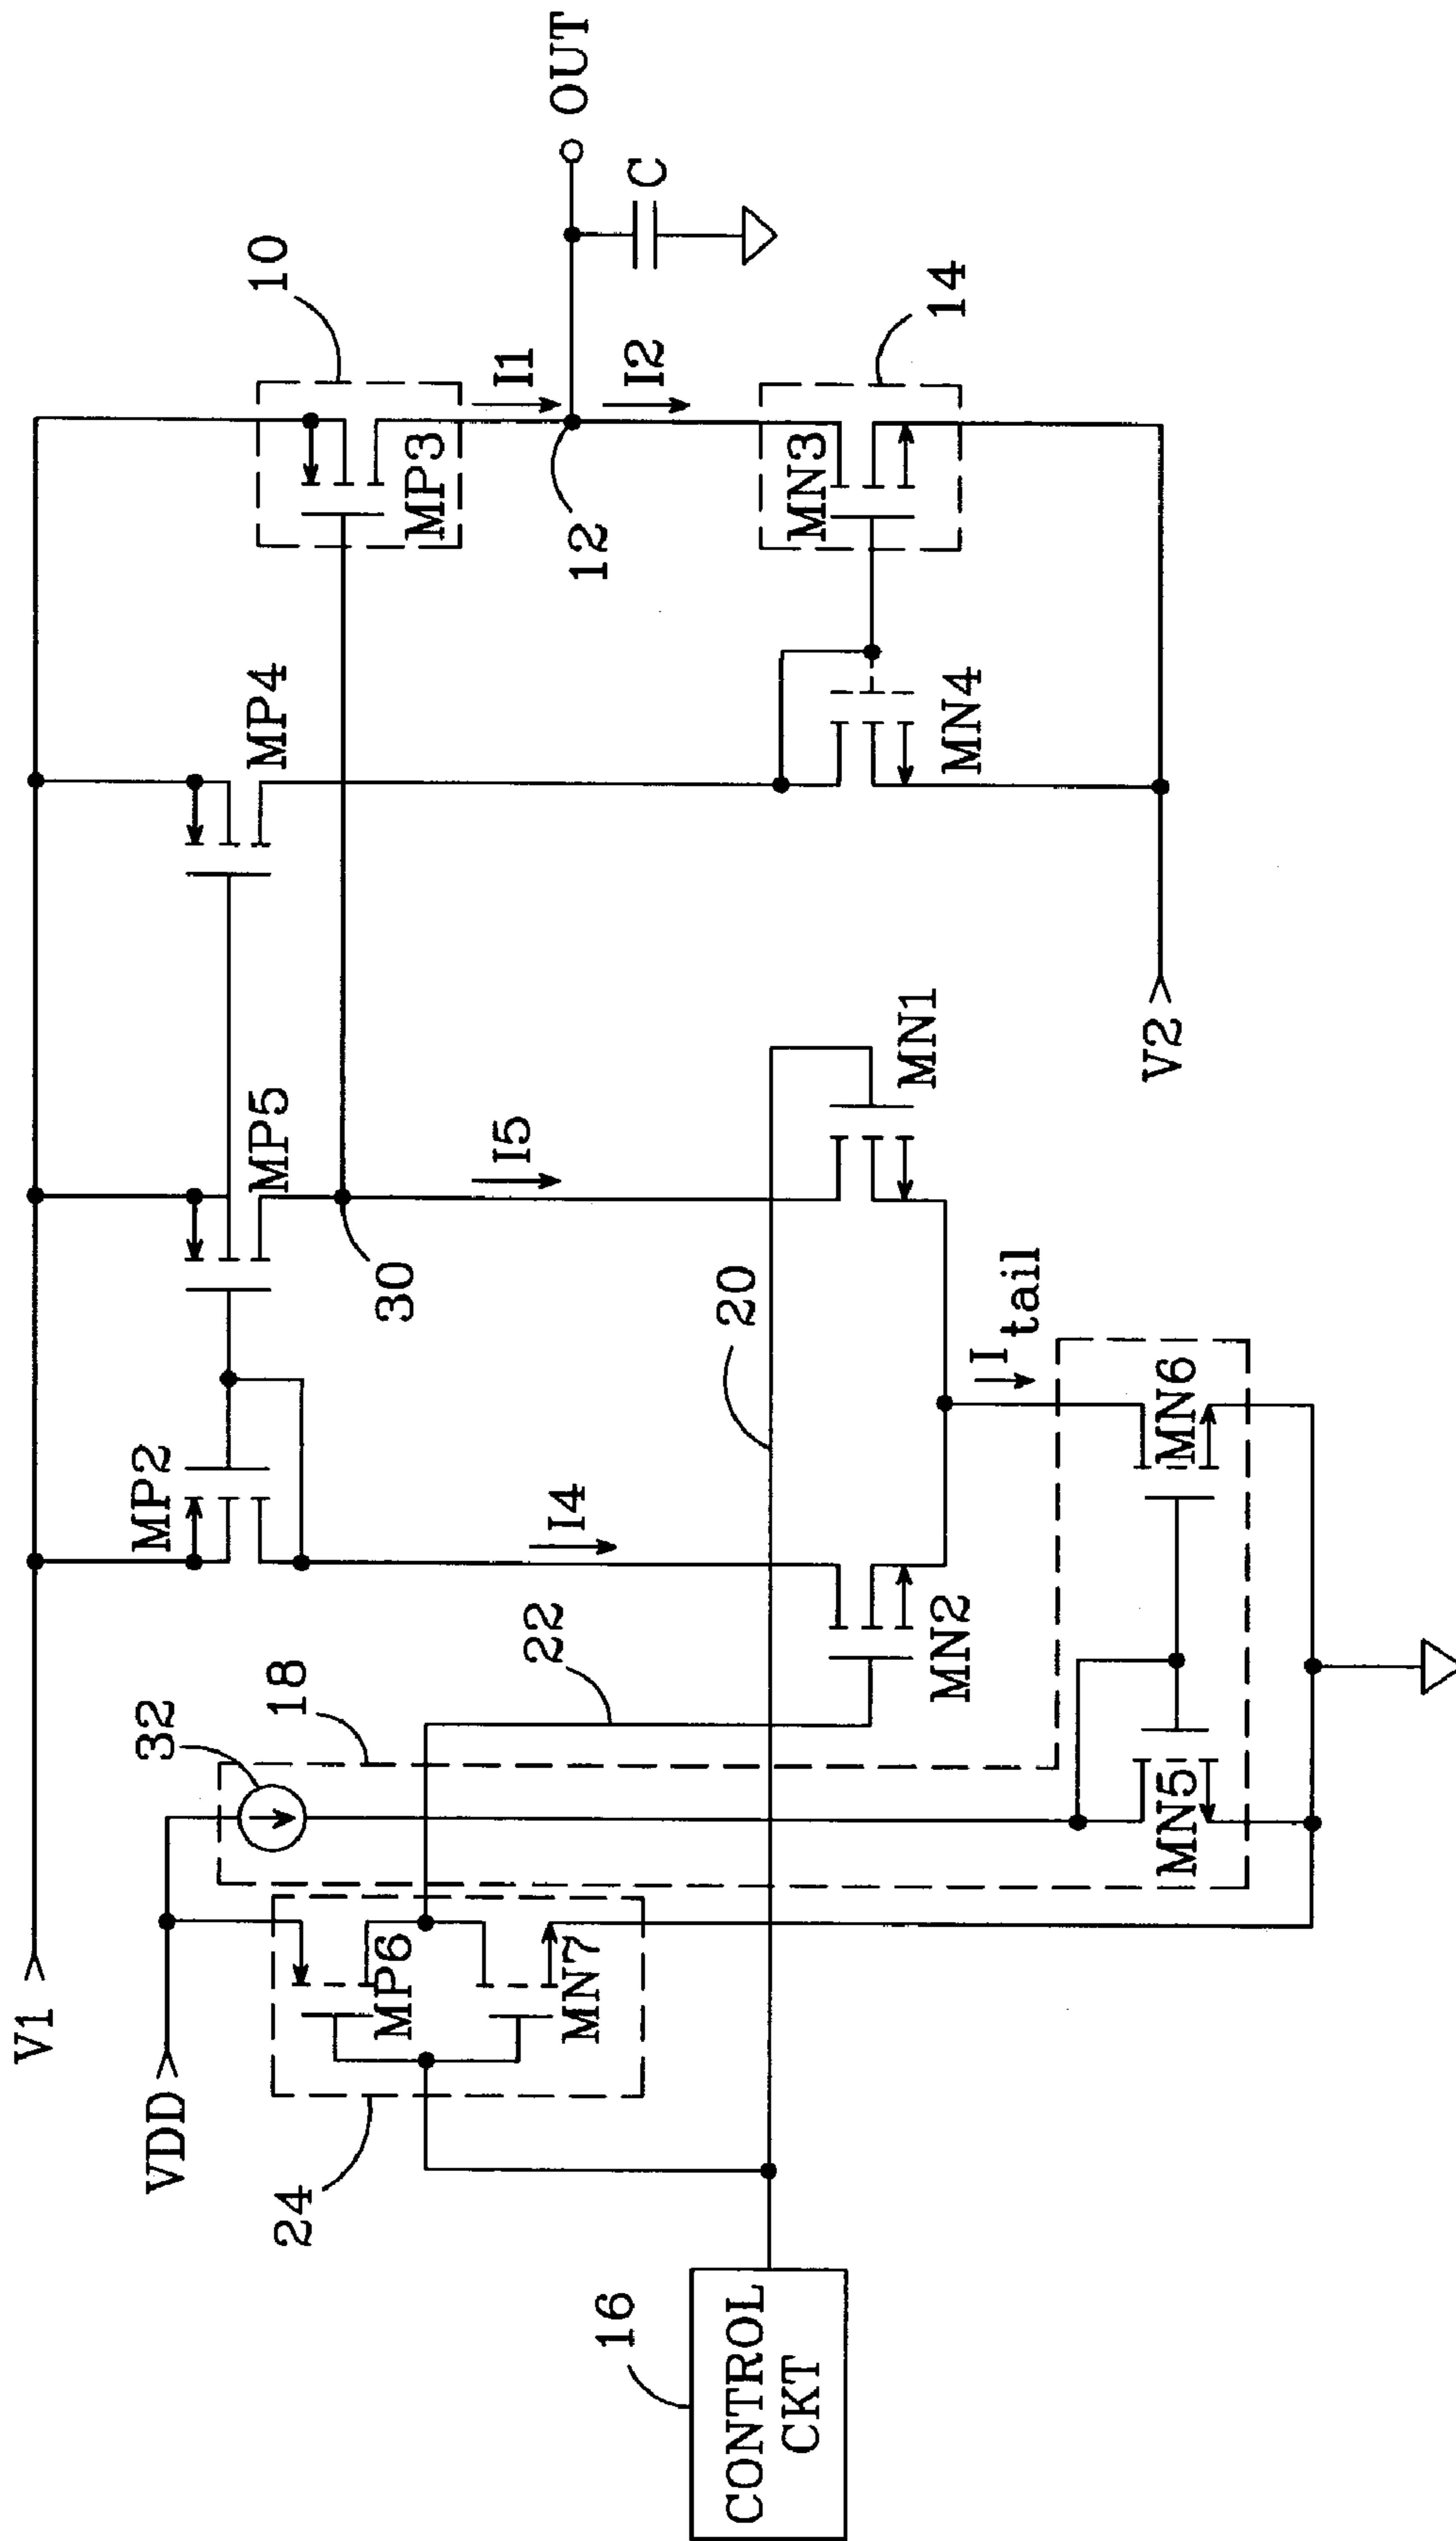 V1
VDD
24
MP6
MN7
32
18
22
MP2
I4
MN2
MN5
MN6
I tail
20
30
MP5
I5
MN1
MP4
MN4
V2
10
MP3
I1
12
I2
OUT
C
14
MN3
16
CONTROL
CKT